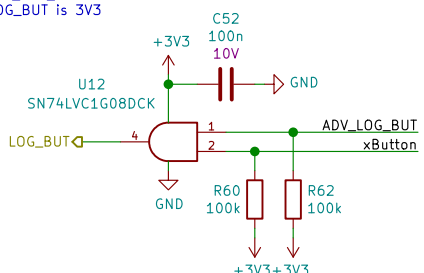 OG_BUT is 3V3
C52
100n
10V
+3V3
GND
U12
SN74LVC1G08DCK
LOG_BUT
4
1
2
ADV_LOG_BUT
xButton
GND
R60
100k
R62
100k
+3V3
+3V3